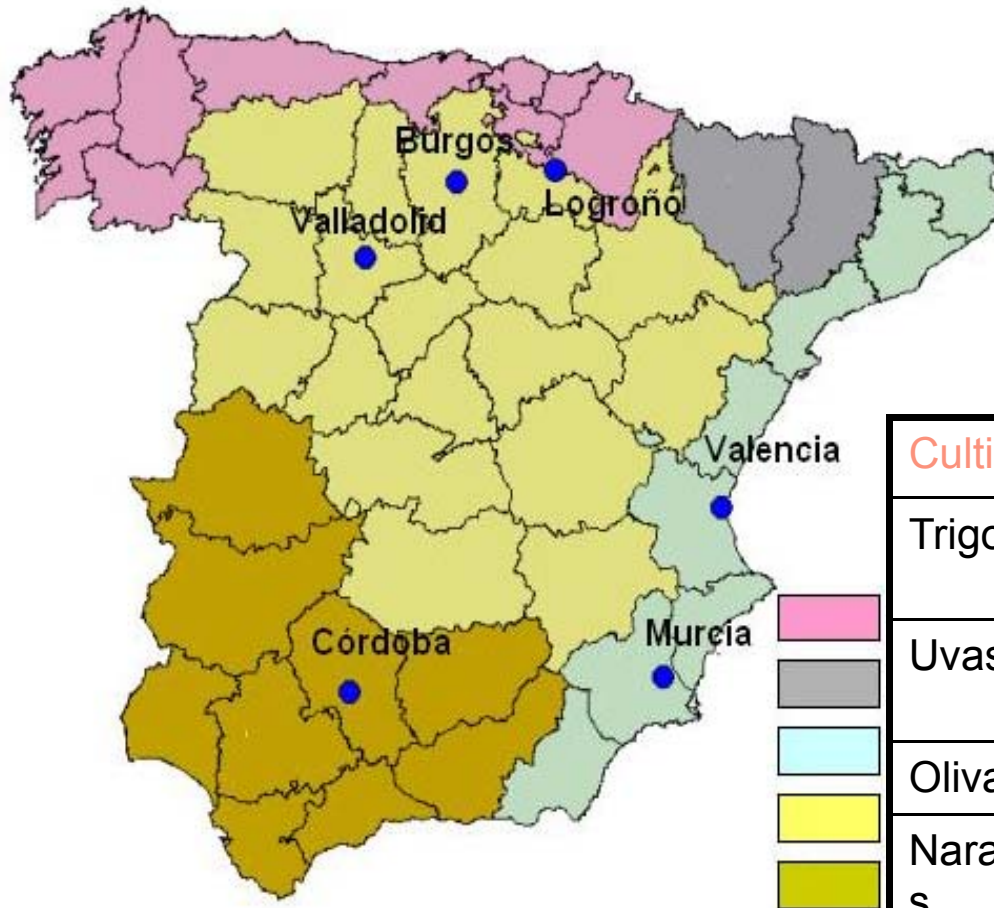 Burgos
Logroño
Valladolid
Valencia
Córdoba
Murcia
Culti
Trigo
Uvas
Oliva
Nara
s